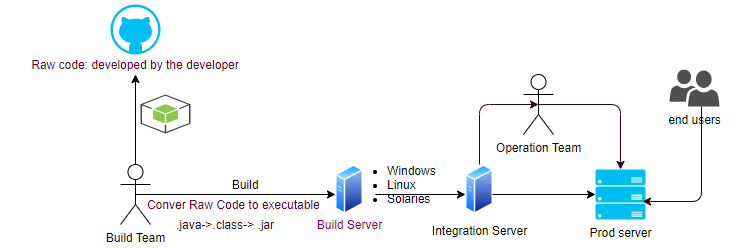 Raw code: developed by the developer
end users
Operation Team
Build
Conver Raw Code to executable
.java->.class-> .jar
Build Team
Build Server
• Windows
• Linux
• Solaries
Integration Server
Prod server